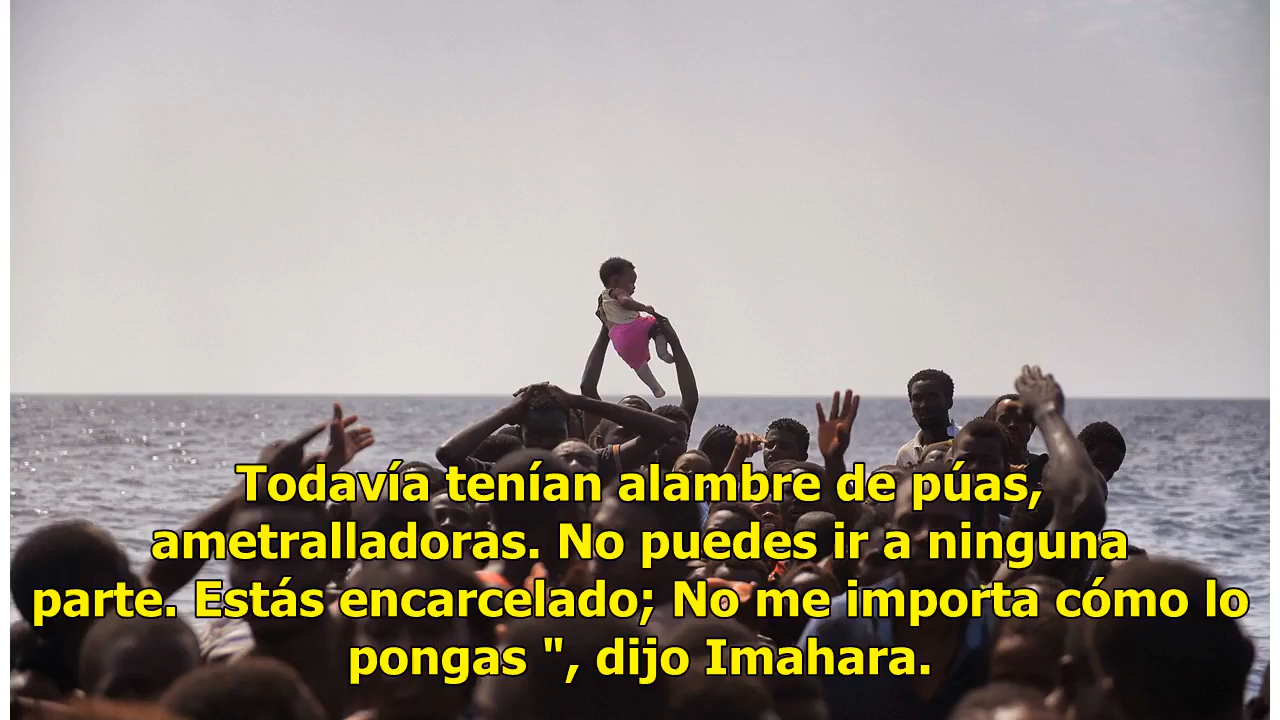 Todavía tenían alambre de púas,
ametralladoras. No puedes ir a ninguna
parte. Estás encarcelado; No me importa cómo lo
pongas ", dijo Imahara.